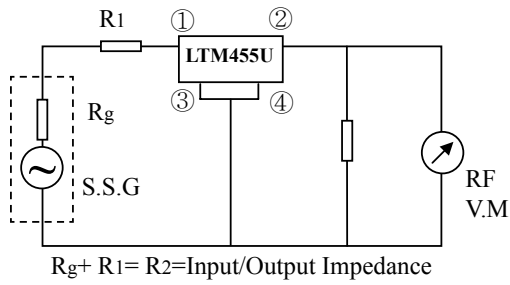 R1
① ②
LTM455U
③ ④
Rg
S.S.G
RF
V.M
Rg+ R1= R2=Input/Output Impedance